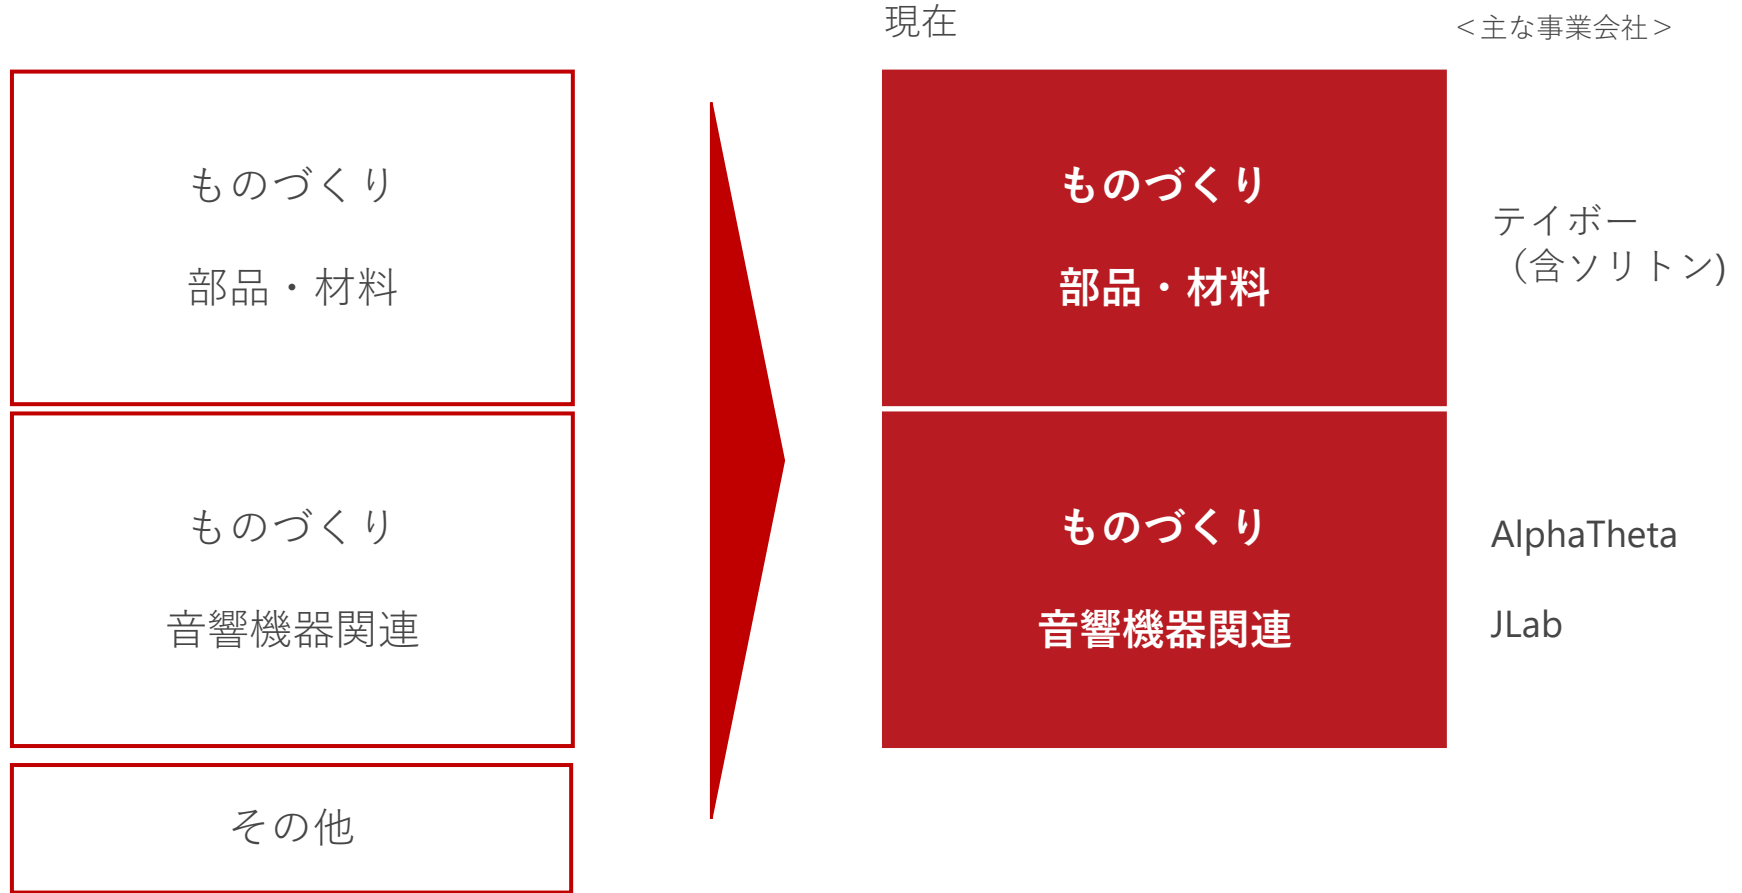 現在
<主な事業会社>
ものづくり
部品・材料
ものづくり
音響機器関連
その他
ものづくり
部品・材料
テイボー
（含ソリトン)
ものづくり
音響機器関連
AlphaTheta
JLab